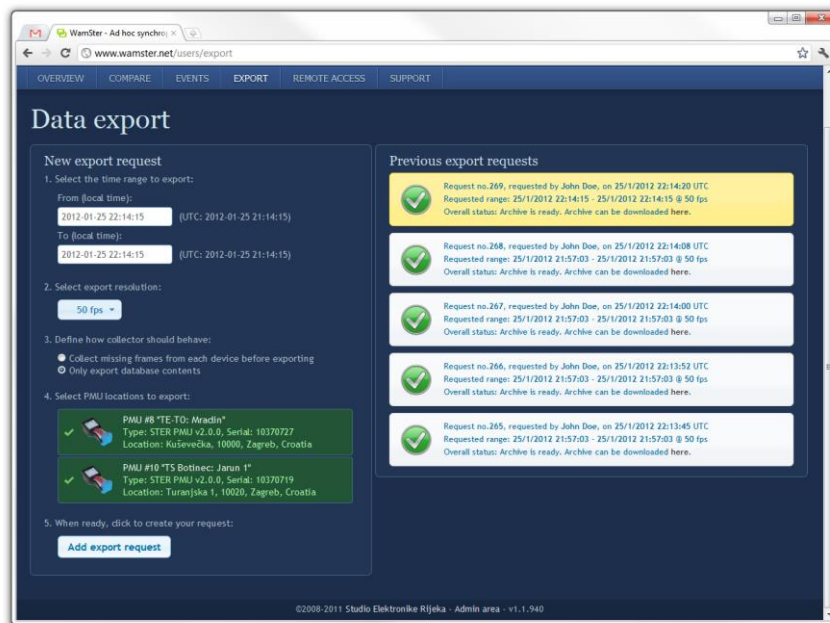 WamStər - Ad hoc synchro
www.wamster.net/users/export
OVERVIEW COMPARE EVENTS EXPORT REMOTE ACCESS SUPPORT
Data export
New export request
1. Select the time range to export:
From (local time):
2012-01-25 22:14:15 (UTC: 2012-01-25 21:14:15)
To (local time):
2012-01-25 22:14:15 (UTC: 2012-01-25 21:14:15)
2. Select export resolution:
50 fps
3. Define how collector should behave:
Collect missing frames from each device before exporting
Only export database contents
4. Select PMU locations to export:
PMU #8 "TE-TO: Mraclin"
Type: STER PMU v2.0.0, Serial: 10370727
Location: Kuševečka, 10000, Zagreb, Croatia
PMU #10 "TS Botinec: Jarun 1"
Type: STER PMU v2.0.0, Serial: 10370719
Location: Turanjska 1, 10020, Zagreb, Croatia
5. When ready, click to create your request:
Add export request
Previous export requests
Request no.269, requested by John Doe, on 25/1/2012 22:14:20 UTC
Requested range: 25/1/2012 22:14:15 - 25/1/2012 22:14:15 @ 50 fps
Overall status: Archive is ready. Archive can be downloaded here.
Request no.268, requested by John Doe, on 25/1/2012 22:14:08 UTC
Requested range: 25/1/2012 21:57:03 - 25/1/2012 21:57:03 @ 50 fps
Overall status: Archive is ready. Archive can be downloaded here.
Request no.267, requested by John Doe, on 25/1/2012 22:14:00 UTC
Requested range: 25/1/2012 21:57:03 - 25/1/2012 21:57:03 @ 50 fps
Overall status: Archive is ready. Archive can be downloaded here.
Request no.266, requested by John Doe, on 25/1/2012 22:13:52 UTC
Requested range: 25/1/2012 21:57:03 - 25/1/2012 21:57:03 @ 50 fps
Overall status: Archive is ready. Archive can be downloaded here.
Request no.265, requested by John Doe, on 25/1/2012 22:13:45 UTC
Requested range: 25/1/2012 21:57:03 - 25/1/2012 21:57:03 @ 50 fps
Overall status: Archive is ready. Archive can be downloaded here.
©2008-2011 Studio Elektronike Rijeka - Admin area - v1.1.940